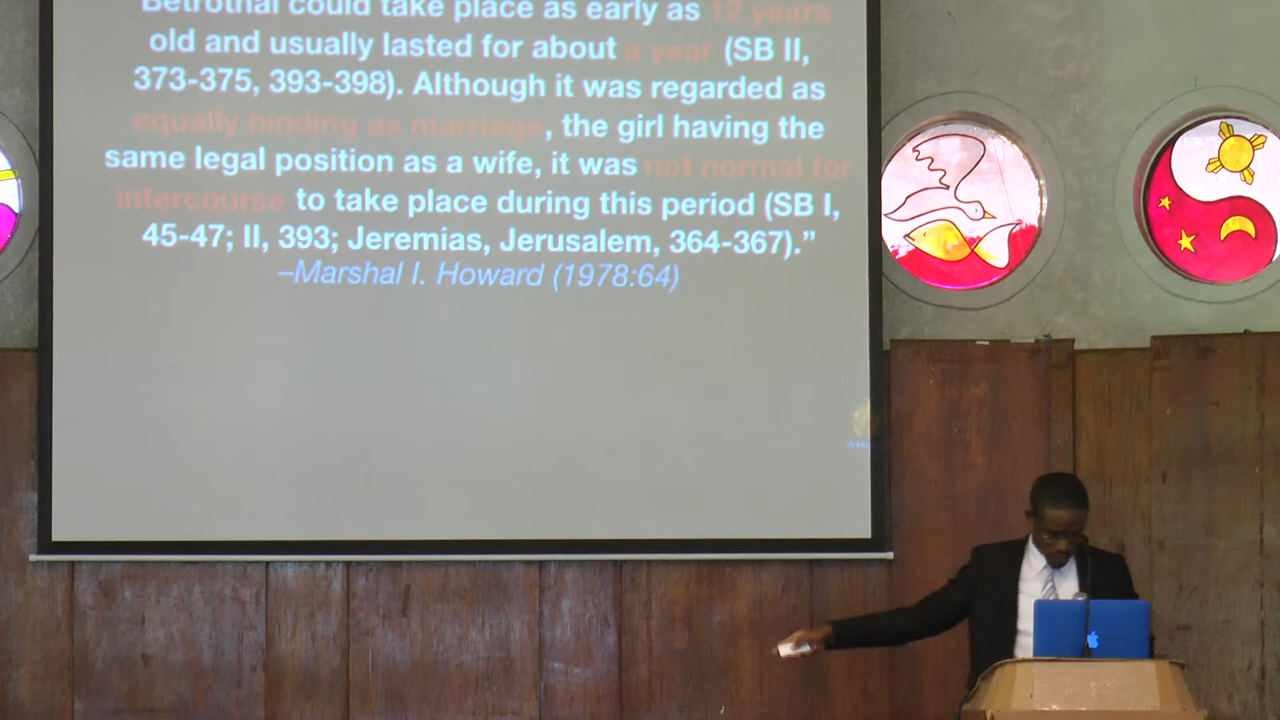 Betrothal could take place as early as 12 years
old and usually lasted for about a year (SB II,
373-375, 393-398). Although it was regarded as
equally binding as marriage, the girl having the
same legal position as a wife, it was not normal for
intercourse to take place during this period (SB I,
45-47; II, 393; Jeremias, Jerusalem, 364-367).”
–Marshal I. Howard (1978:64)